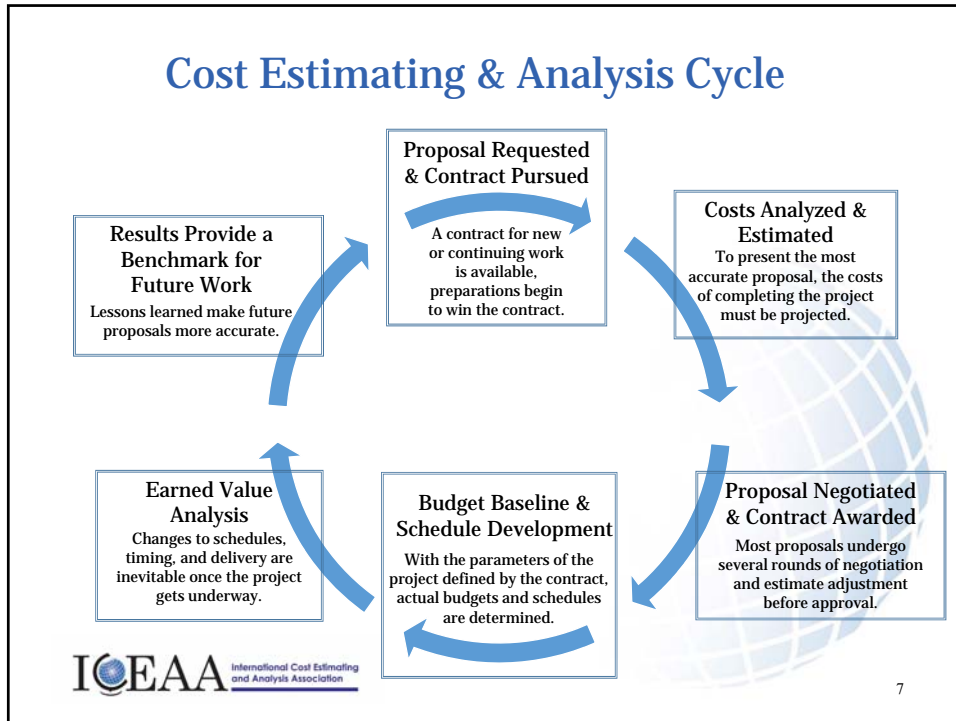 Cost Estimating & Analysis Cycle
Proposal Requested
& Contract Pursued
A contract for new
or continuing work
is available,
preparations begin
to win the contract.
Costs Analyzed &
Estimated
To present the most
accurate proposal, the costs
of completing the project
must be projected.
Proposal Negotiated
& Contract Awarded
Most proposals undergo
several rounds of negotiation
and estimate adjustment
before approval.
Budget Baseline &
Schedule Development
With the parameters of the
project defined by the contract,
actual budgets and schedules
are determined.
Earned Value
Analysis
Changes to schedules,
timing, and delivery are
inevitable once the project
gets underway.
Results Provide a
Benchmark for
Future Work
Lessons learned make future
proposals more accurate.
ICEAA
International Cost Estimating
and Analysis Association
7